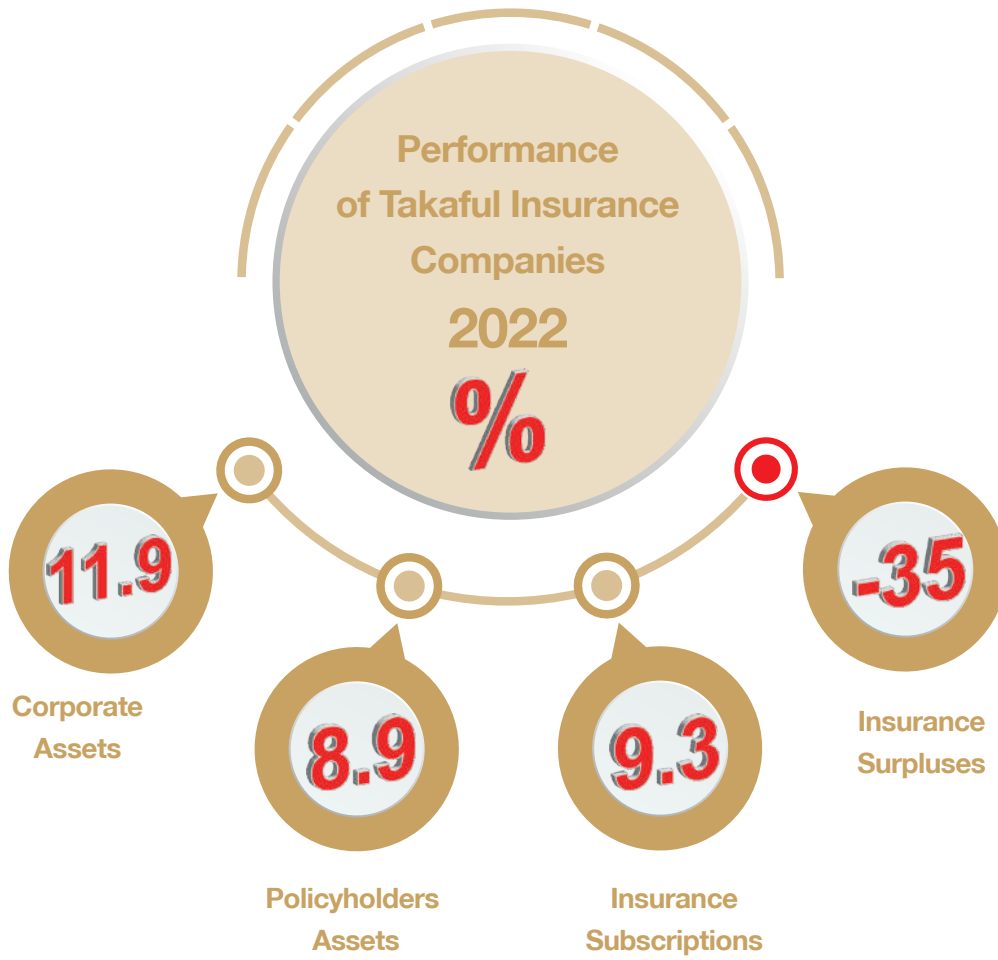 Performance
of Takaful Insurance
Companies
2022
%
11.9
Corporate
Assets
8.9
Policyholders
Assets
9.3
Insurance
Subscriptions
-35
Insurance
Surpluses